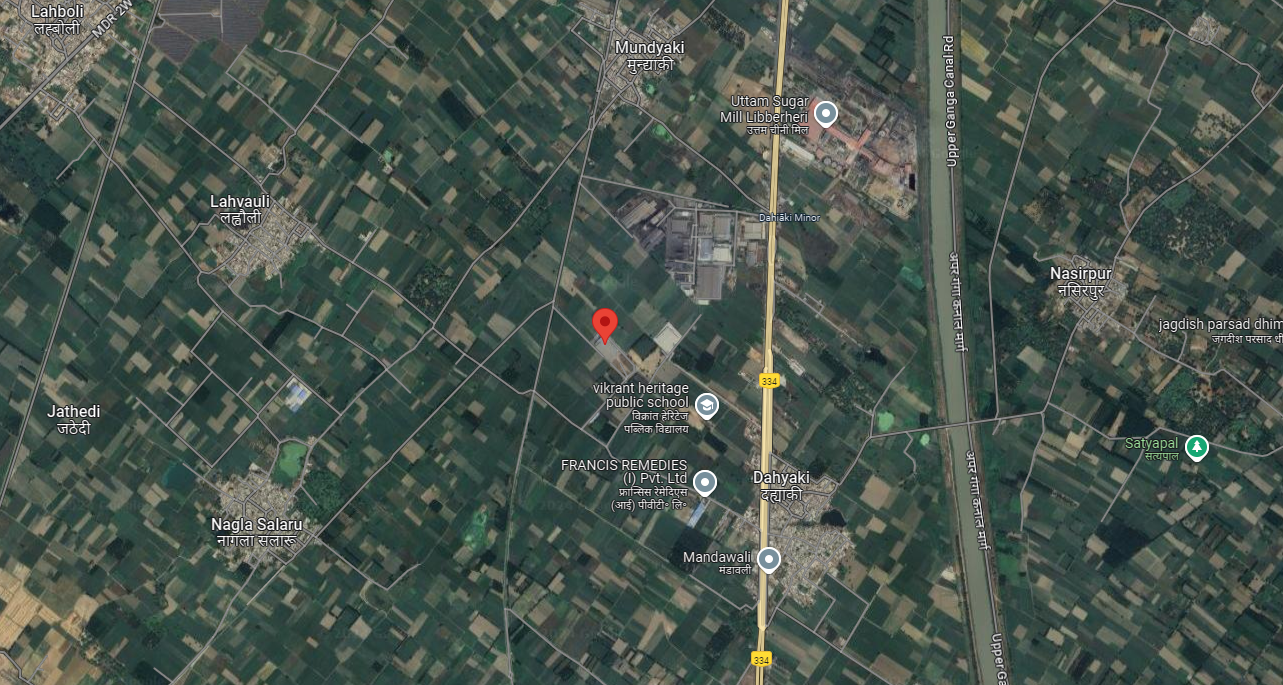 Lahboli
लहबोली
MDR-2W
Mundyaki
मुन्द्याकी
Uttam Sugar
Mill Libberheri
उत्तम चीनी मिल
Upper Ganga Canal Rd
Lahvauli
लह्वौली
Dahiaki Minor
अपर गंगा कनाल मार्ग
Nasirpur
नसिरपुर
jagdish parsad dhim
जगदीश परसाद धी
334
vikrant heritage
public school
विक्रांत हेरिटेज
पब्लिक विद्यालय
Jathedi
जठेदी
Satyapal
सत्यपाल
FRANCIS REMEDIES
(I) Pvt. Ltd
फ्रान्सिस रेमेदिएस
(आई) पीवीटी॰ लि॰
Dahyaki
दह्याकी
अपर गंगा कनाल मार्ग
Nagla Salaru
नागला सलारू
Mandawali
मंडावली
334
Upper Ga